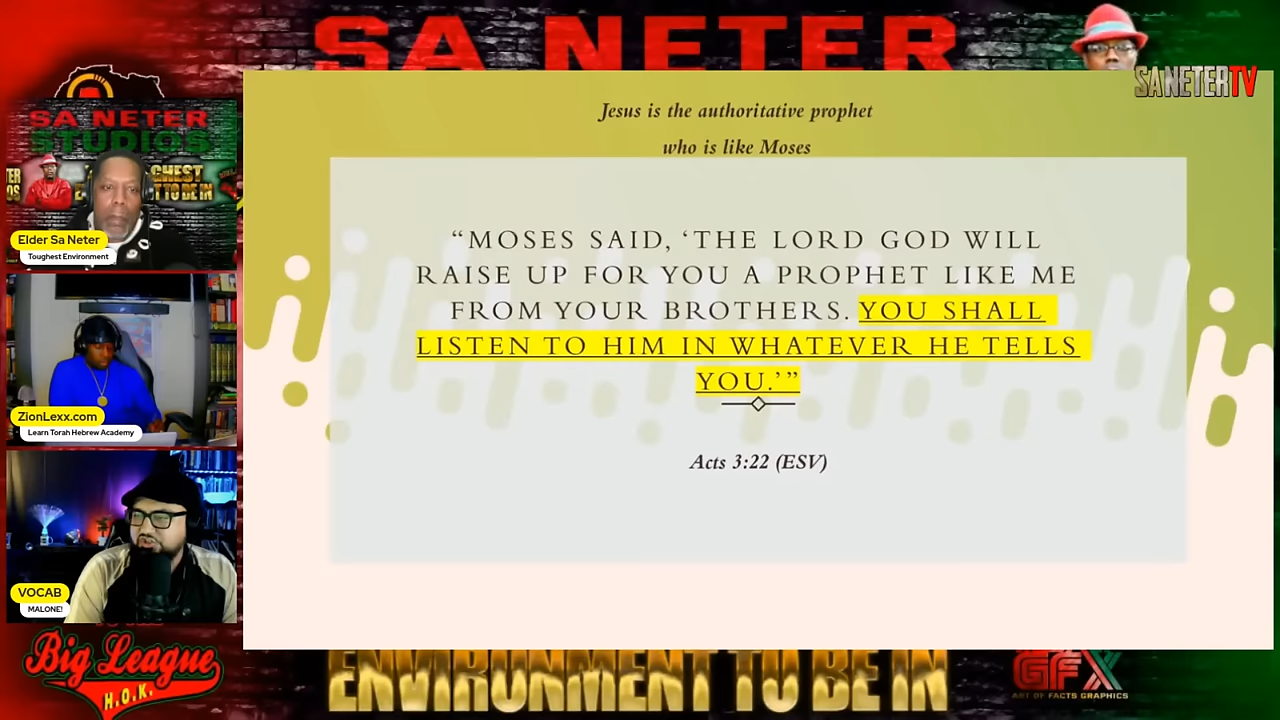 SA NETER
SANETERTV
SA NETER
STUDIOS
Elder Sa Neter
Toughest Environment
ZionLexx.com
Learn Torah Hebrew Academy
VOCAB
MALONE!
Jesus is the authoritative prophet
who is like Moses
“MOSES SAID, ‘THE LORD GOD WILL
RAISE UP FOR YOU A PROPHET LIKE ME
FROM YOUR BROTHERS. YOU SHALL
LISTEN TO HIM IN WHATEVER HE TELLS
YOU.’”
Acts 3:22 (ESV)
Big League
H.O.K.
ENVIRONMENT TO BE IN
GFX
ART OF FACTS GRAPHICS